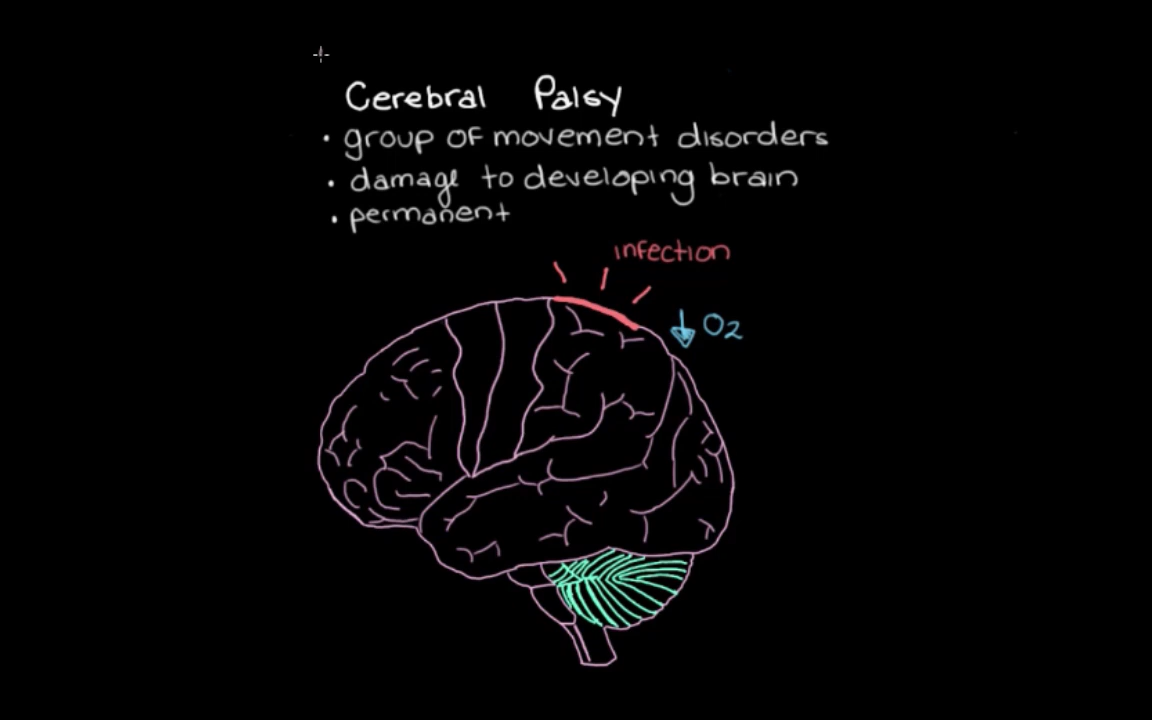 Cerebral Palsy
• group of movement disorders
• damage to developing brain
• permanent
infection
↓ O2